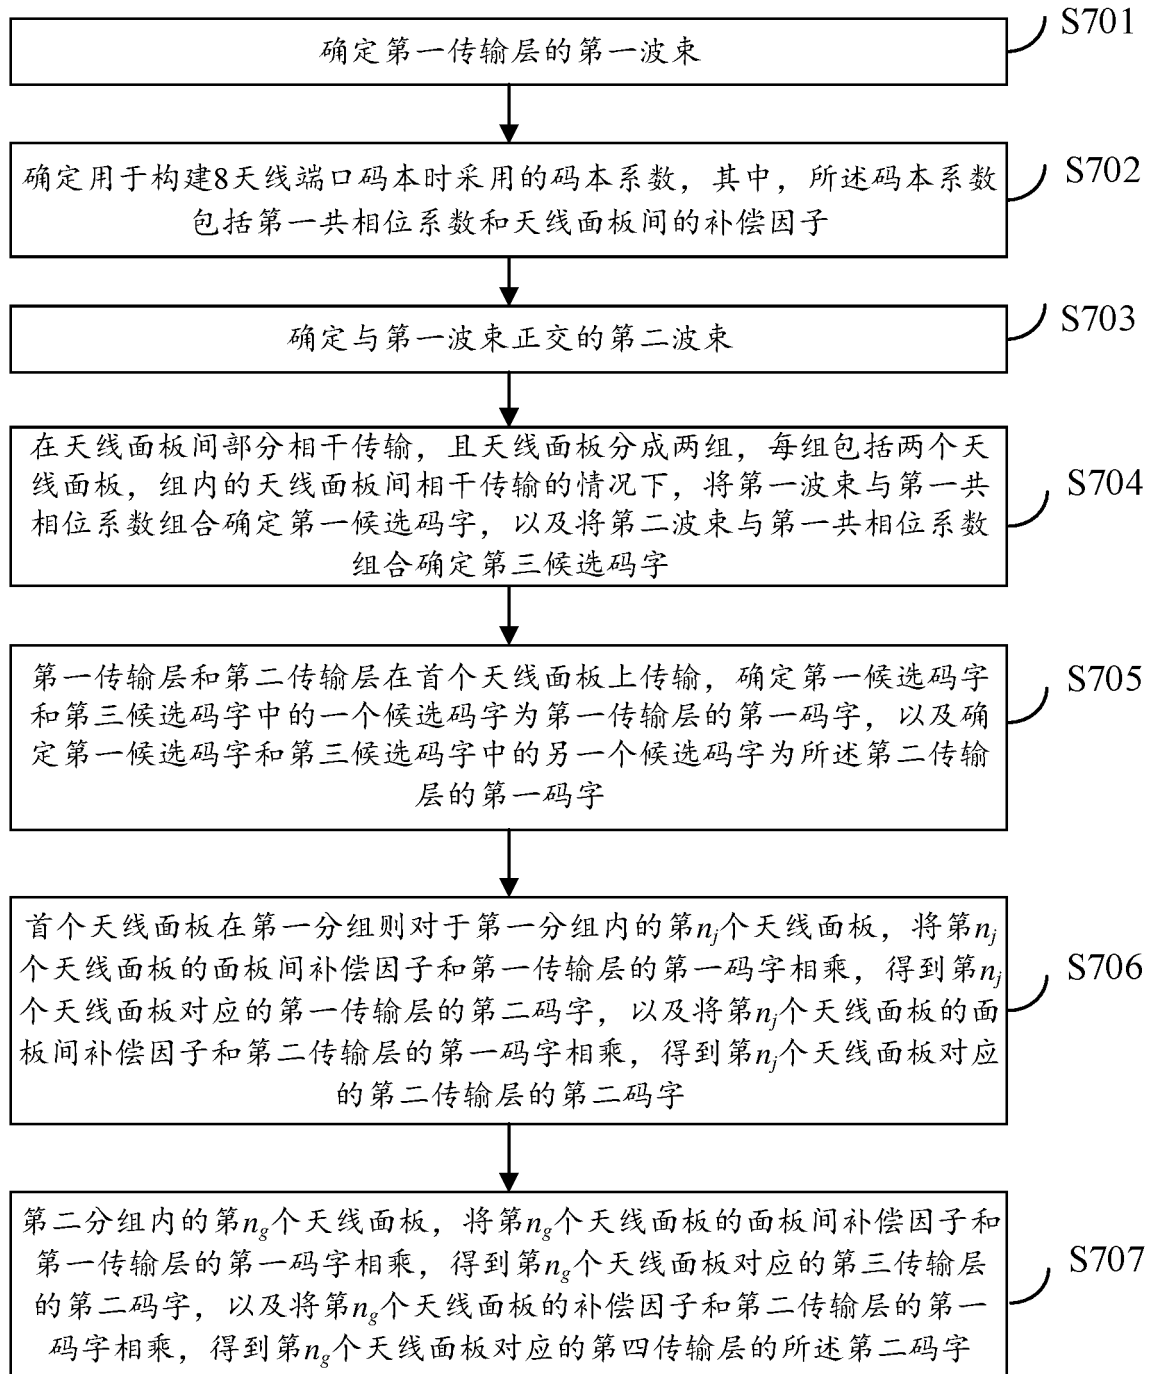 确定第一传输层的第一波束
S701
确定用于构建8天线端口码本时采用的码本系数，其中，所述码本系数
包括第一共相位系数和天线面板间的补偿因子
S702
确定与第一波束正交的第二波束
S703
在天线面板间部分相干传输，且天线面板分成两组，每组包括两个天
线面板，组内的天线面板间相干传输的情况下，将第一波束与第一共
相位系数组合确定第一候选码字，以及将第二波束与第一共相位系数
组合确定第三候选码字
S704
第一传输层和第二传输层在首个天线面板上传输，确定第一候选码字
和第三候选码字中的一个候选码字为第一传输层的第一码字，以及确
定第一候选码字和第三候选码字中的另一个候选码字为所述第二传输
层的第一码字
S705
首个天线面板在第一分组则对于第一分组内的第nj个天线面板，将第nj
个天线面板的面板间补偿因子和第一传输层的第一码字相乘，得到第nj
个天线面板对应的第一传输层的第二码字，以及将第nj个天线面板的面
板间补偿因子和第二传输层的第一码字相乘，得到第nj个天线面板对应
的第二传输层的第二码字
S706
第二分组内的第ng个天线面板，将第ng个天线面板的面板间补偿因子和
第一传输层的第一码字相乘，得到第ng个天线面板对应的第三传输层
的第二码字，以及将第ng个天线面板的补偿因子和第二传输层的第一
码字相乘，得到第ng个天线面板对应的第四传输层的所述第二码字
S707